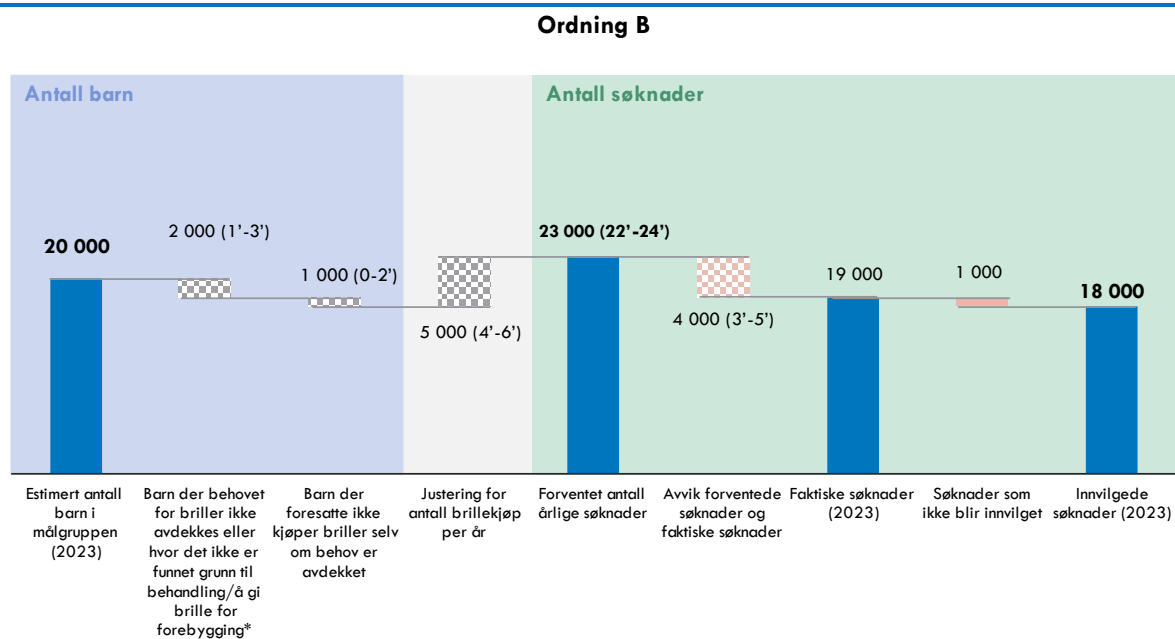 Ordning B
Antall barn
Antall søknader
20 000
2 000 (1'-3')
1 000 (0-2')
5 000 (4'-6')
23 000 (22'-24')
4 000 (3'-5')
19 000
1 000
18 000
Estimert antall
barn i
målgruppen
(2023)
Barn der behovet
for briller ikke
avdekkes eller
hvor det ikke er
funnet grunn til
behandling/å gi
brille for
forebygging*
Barn der
foresatte ikke
kjøper briller selv
om behov er
avdekket
Justering for
antall brillekjøp
per år
Forventet antall
årlige søknader
Avvik forventede
søknader og
faktiske søknader
Faktiske søknader
(2023)
Søknader som
ikke blir innvilget
Innvilgede
søknader (2023)